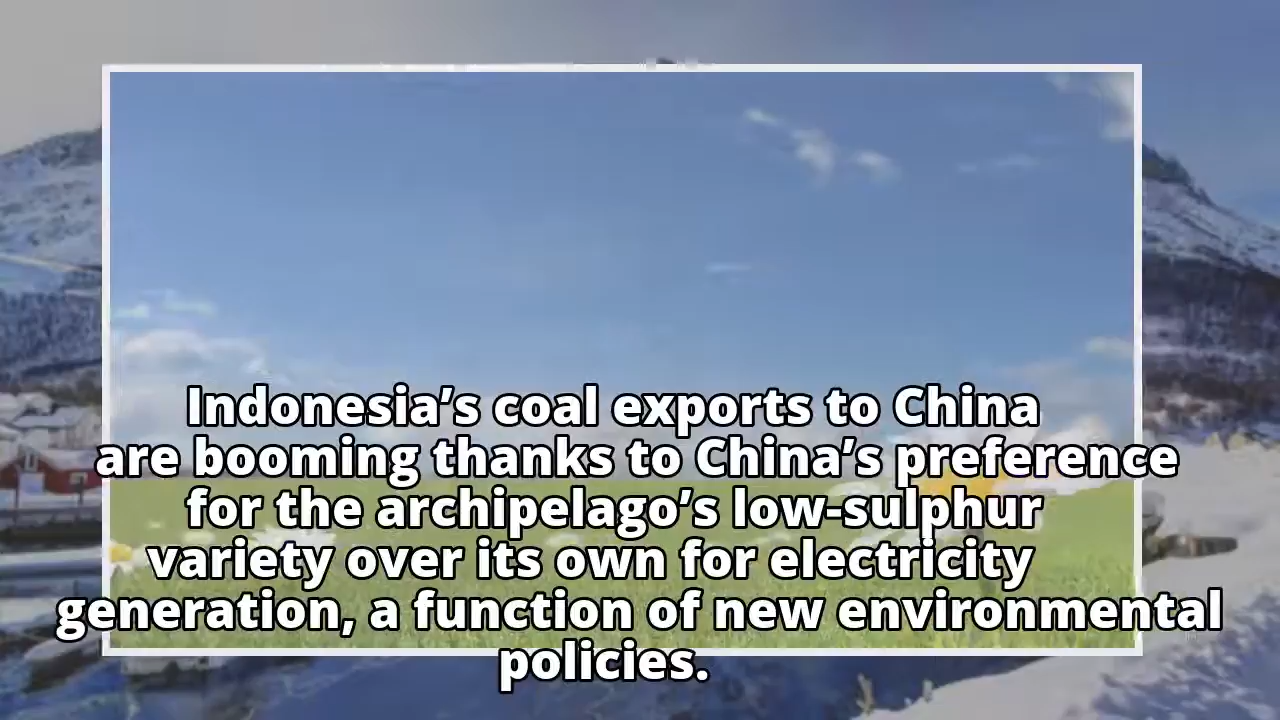 Indonesia’s coal exports to China
are booming thanks to China’s preference
for the archipelago’s low-sulphur
variety over its own for electricity
generation, a function of new environmental
policies.